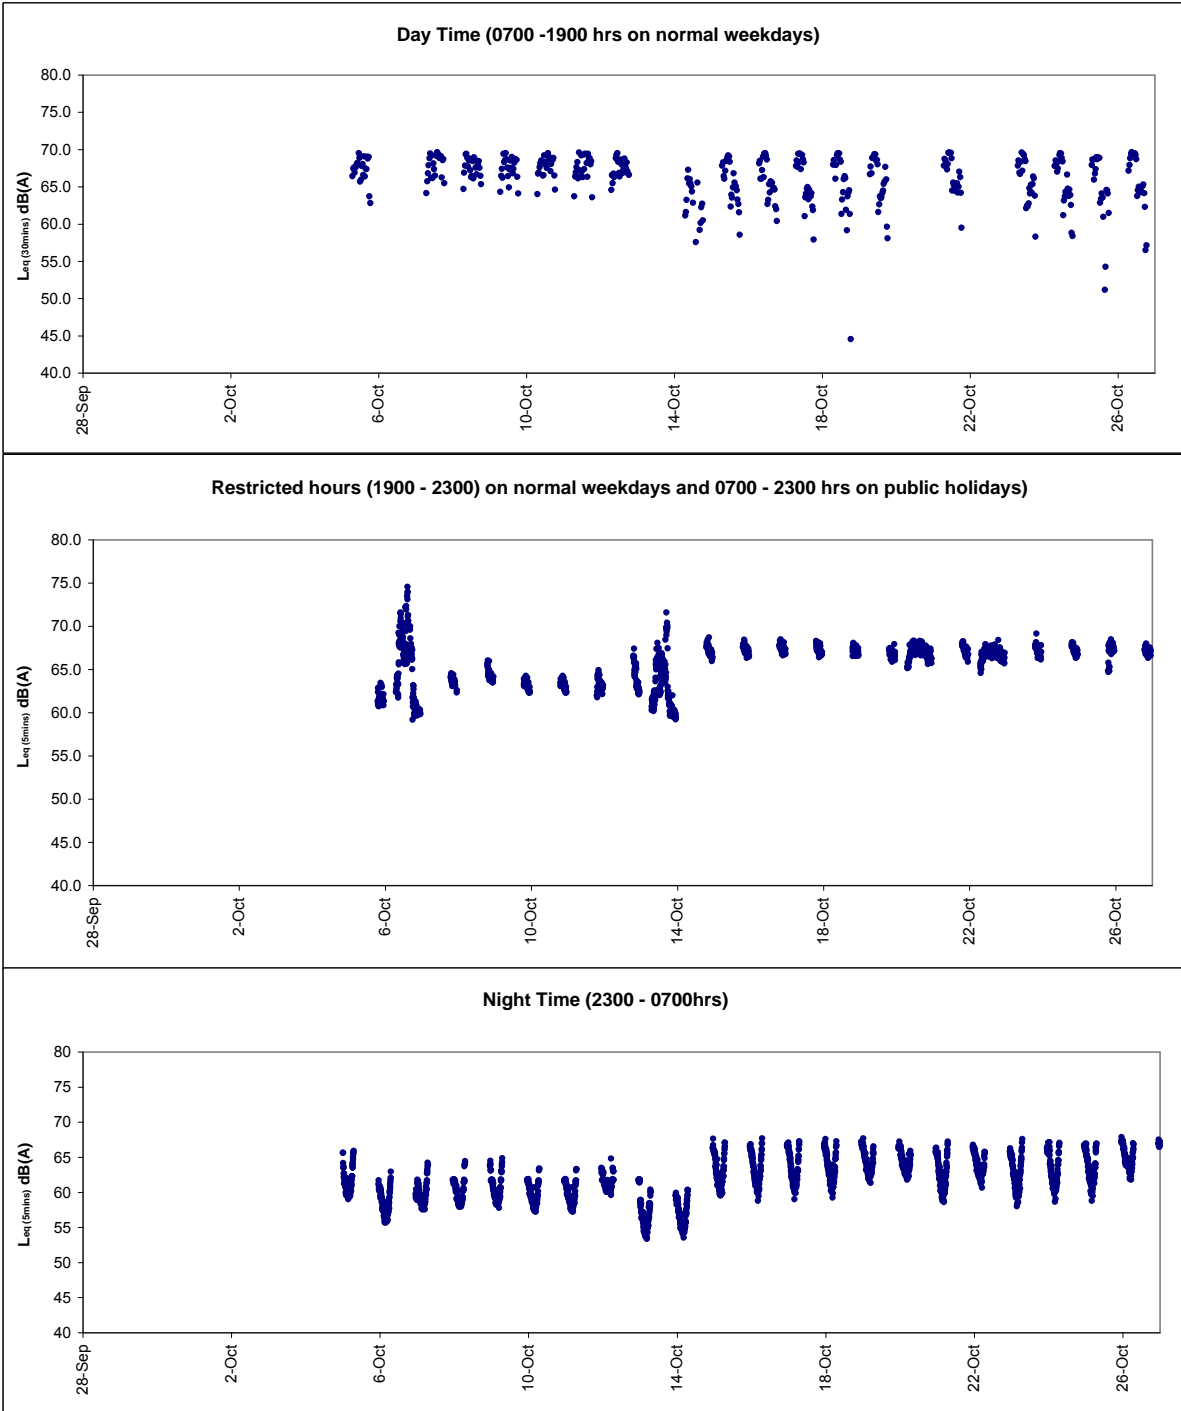 Day Time (0700 -1900 hrs on normal weekdays)
80.0
75.0
70.0
65.0
60.0
55.0
50.0
45.0
40.0
Leq (30mins) dB(A)
28-Sep
2-Oct
6-Oct
10-Oct
14-Oct
18-Oct
22-Oct
26-Oct
Restricted hours (1900 - 2300) on normal weekdays and 0700 - 2300 hrs on public holidays)
80.0
75.0
70.0
65.0
60.0
55.0
50.0
45.0
40.0
Leq (5mins) dB(A)
28-Sep
2-Oct
6-Oct
10-Oct
14-Oct
18-Oct
22-Oct
26-Oct
Night Time (2300 - 0700hrs)
80
75
70
65
60
55
50
45
40
Leq (5mins) dB(A)
28-Sep
2-Oct
6-Oct
10-Oct
14-Oct
18-Oct
22-Oct
26-Oct